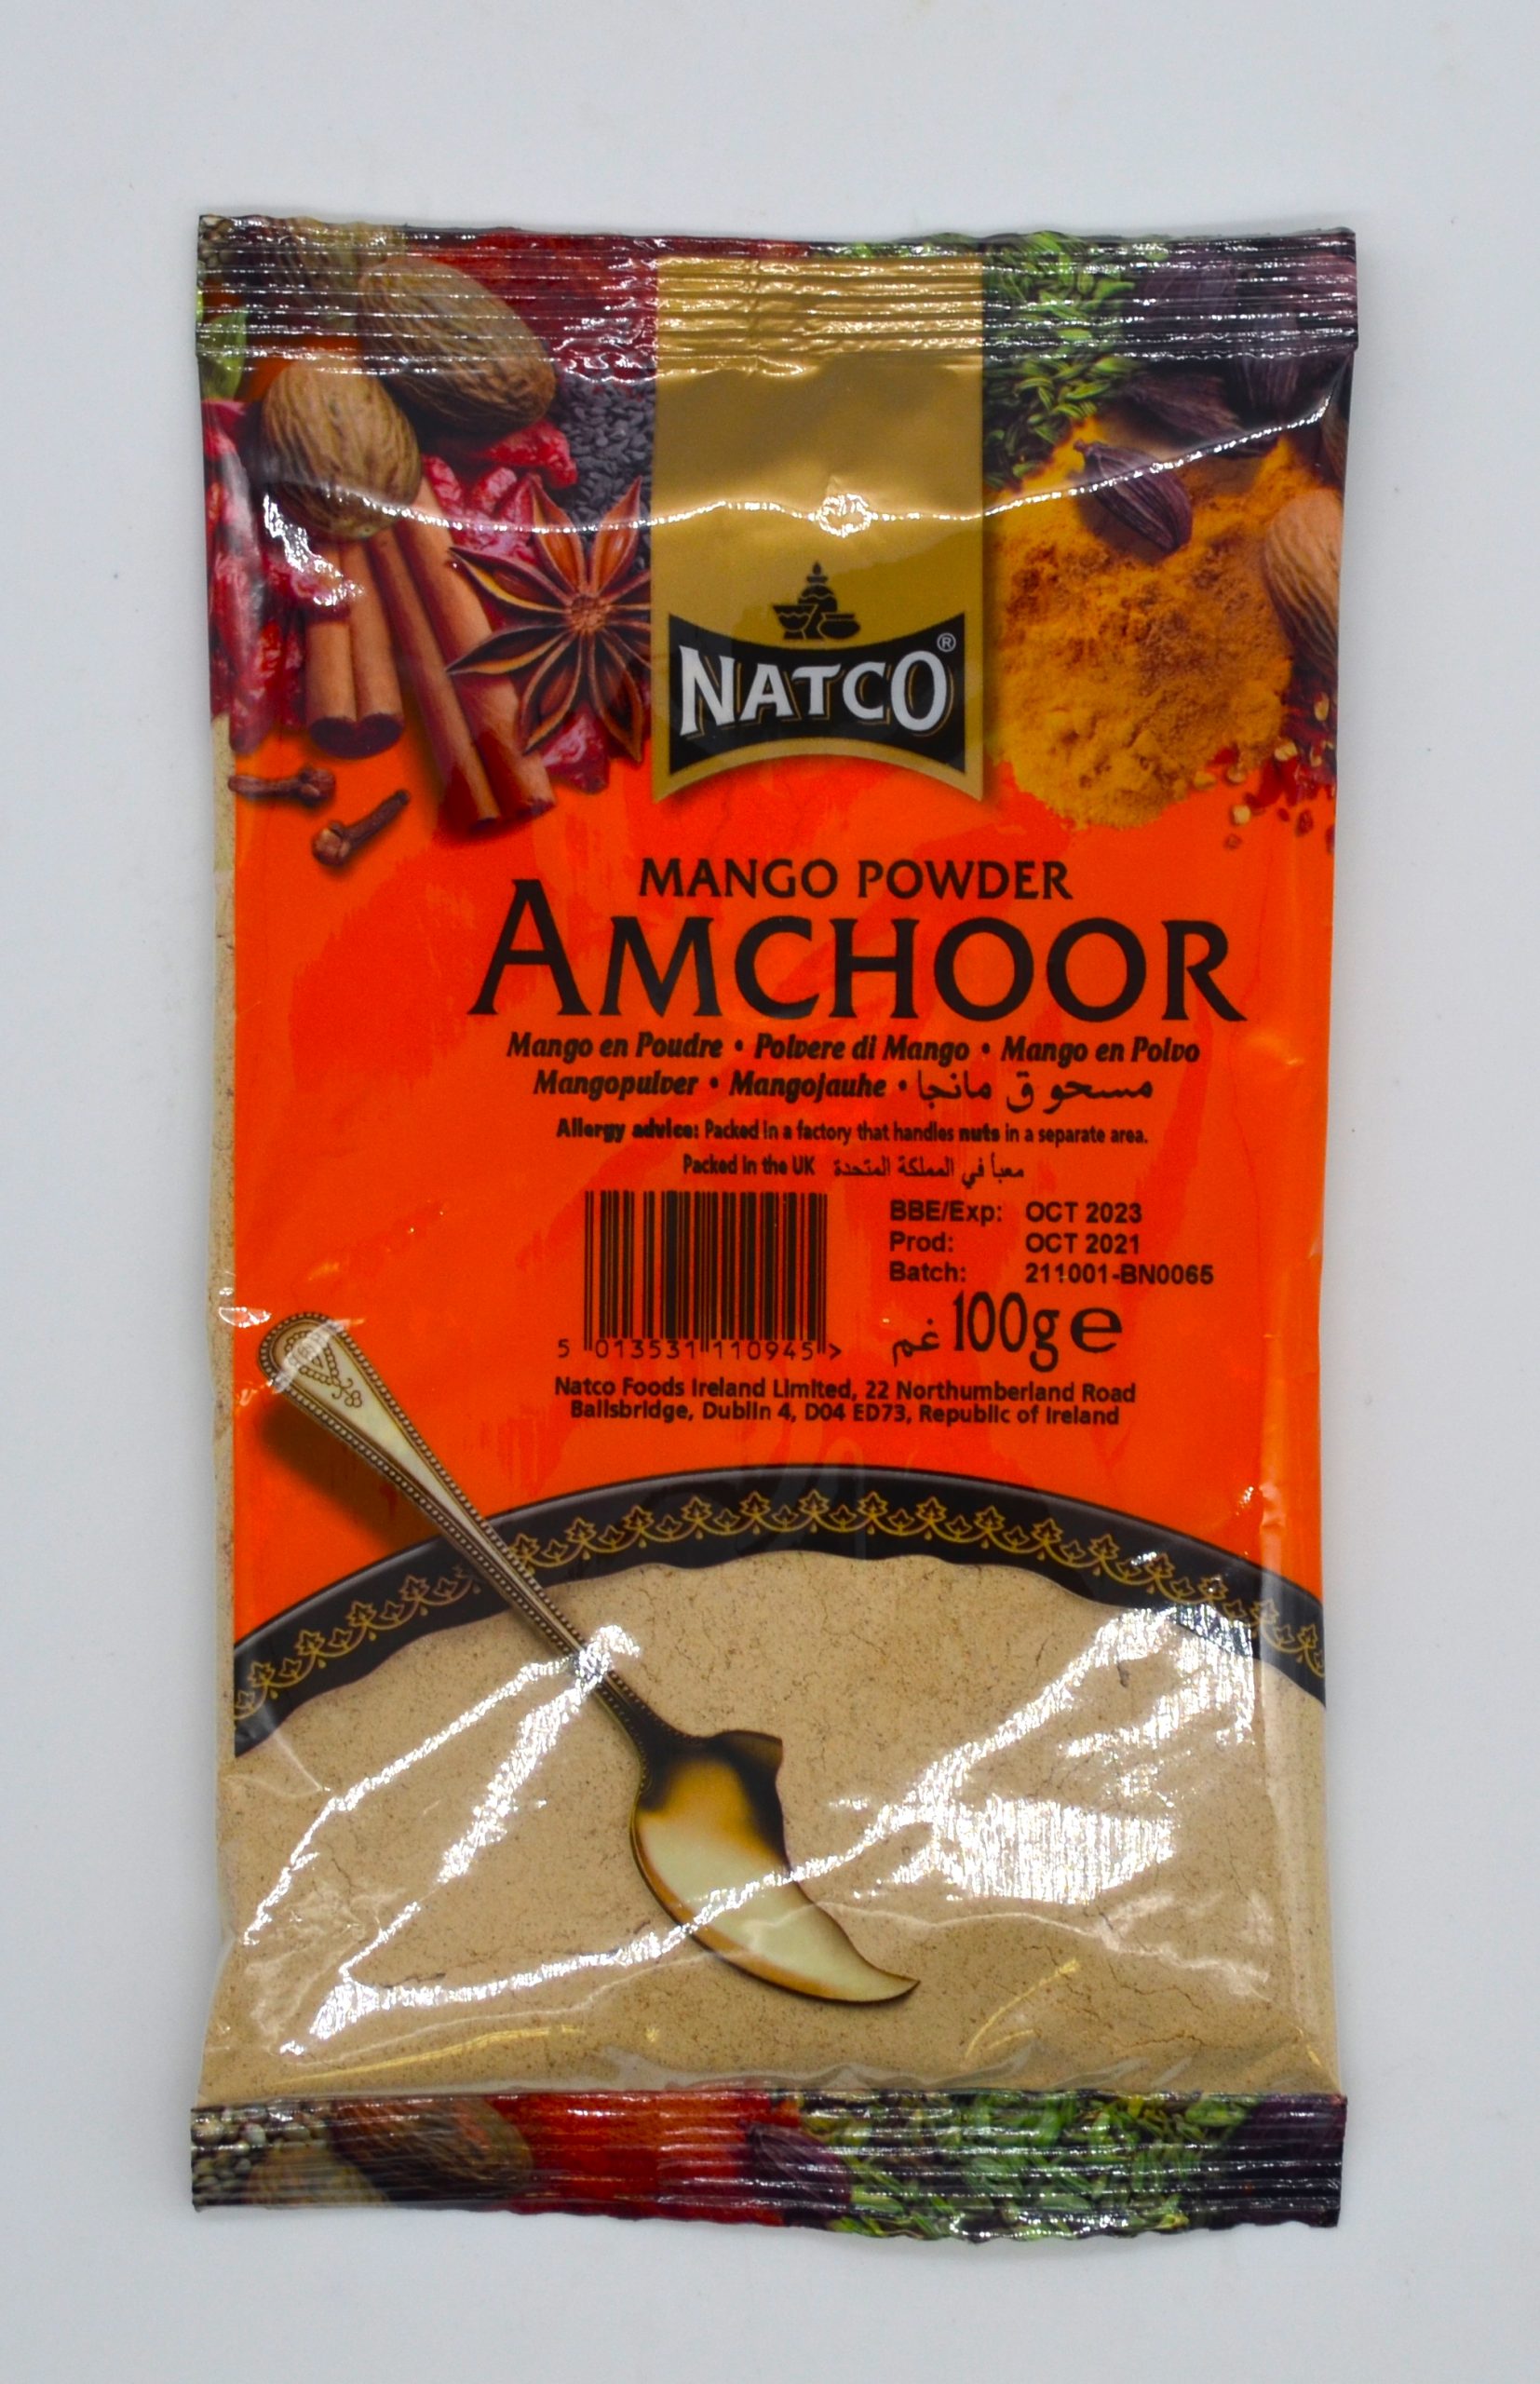 NATCO®
MANGO POWDER
AMCHOOR
Mango en Poudre • Polvere di Mango • Mango en Polvo
Mangopulver • Mangojauhe • مسحو ق مانجا
Allergy advice: Packed in a factory that handles nuts in a separate area.
Packed in the UK معبأ في المملكة المتحدة
BBE/Exp: OCT 2023
Prod: OCT 2021
Batch: 211001-BN0065
100g e غم
5 013531 110945 >
Natco Foods Ireland Limited, 22 Northumberland Road
Ballsbridge, Dublin 4, D04 ED73, Republic of Ireland